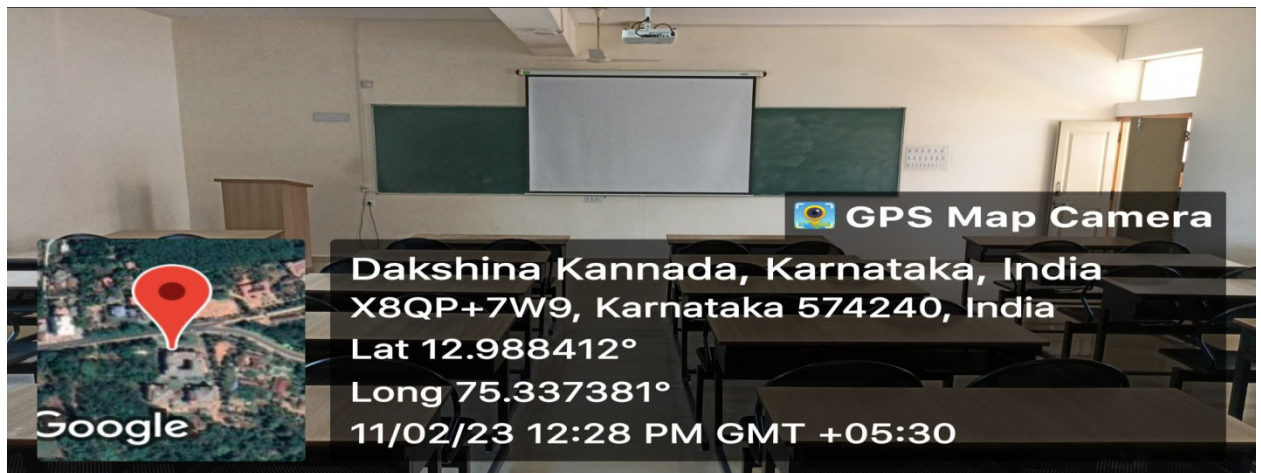 GPS Map Camera
Dakshina Kannada, Karnataka, India
X8QP+7W9, Karnataka 574240, India
Lat 12.988412°
Long 75.337381°
11/02/23 12:28 PM GMT +05:30
Google